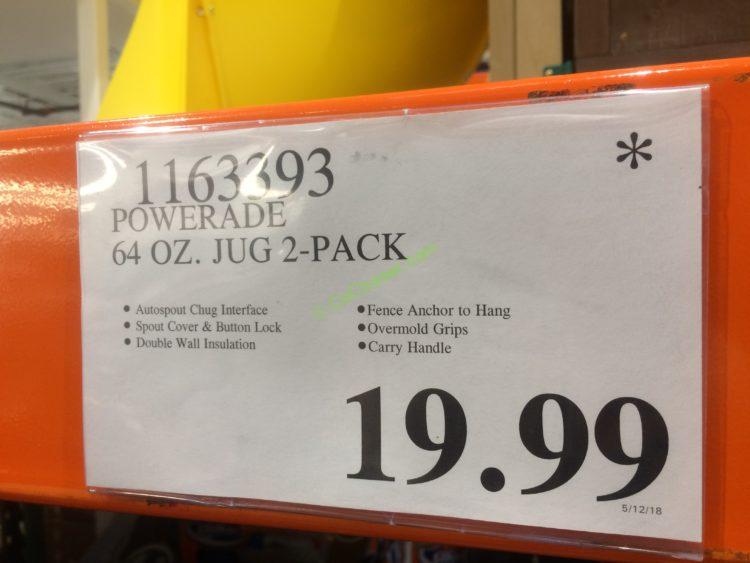 1163393
*
POWERADE
64 OZ. JUG 2-PACK
• Autospout Chug Interface
• Spout Cover & Button Lock
• Double Wall Insulation
• Fence Anchor to Hang
• Overmold Grips
• Carry Handle
19.99
5/12/18